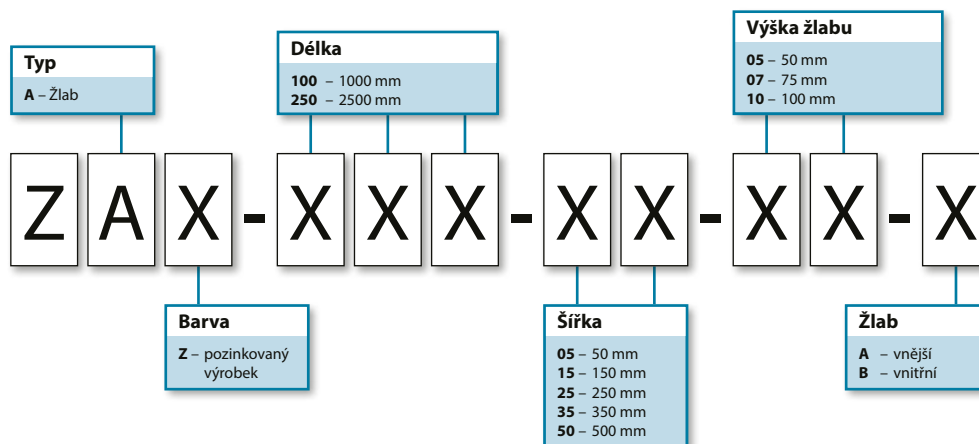 Typ
A – Žlab
Délka
100 – 1000 mm
250 – 2500 mm
Výška žlabu
05 – 50 mm
07 – 75 mm
10 – 100 mm
Z A X - X X X - X X - X X - X
Barva
Z – pozinkovaný
výrobek
Šířka
05 – 50 mm
15 – 150 mm
25 – 250 mm
35 – 350 mm
50 – 500 mm
Žlab
A – vnější
B – vnitřní